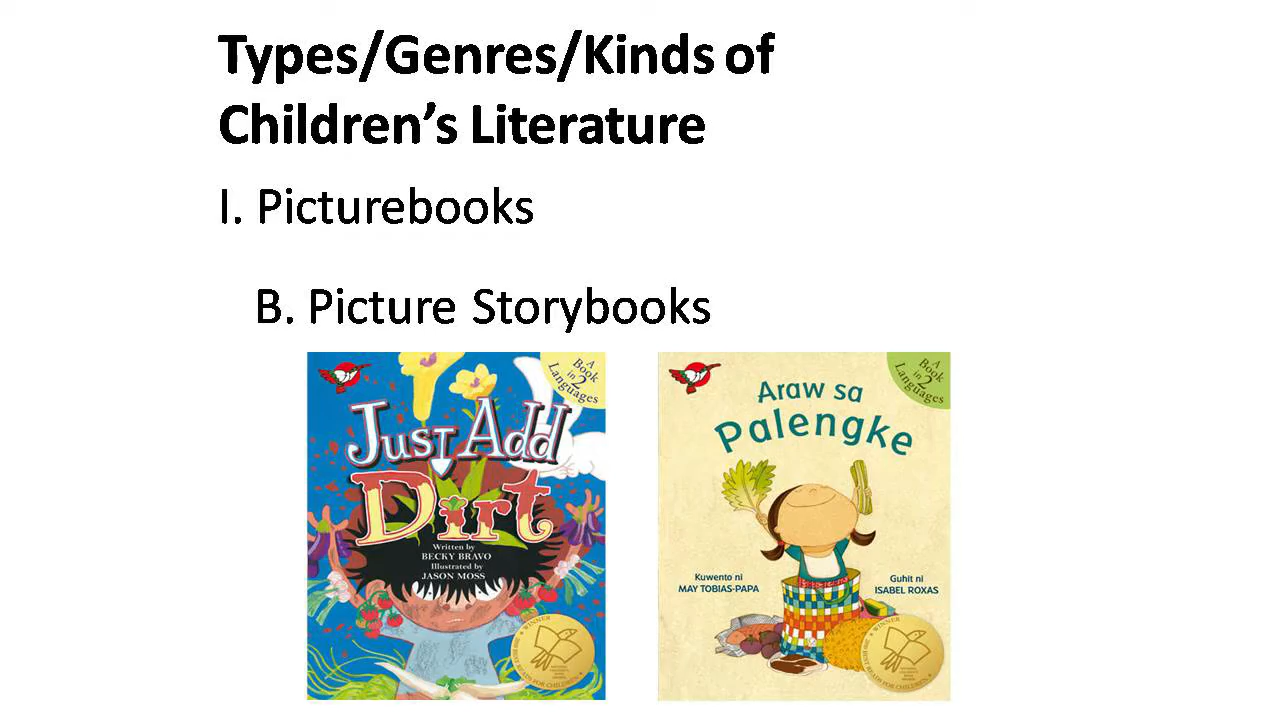 Types/Genres/Kinds of
Children’s Literature
I. Picturebooks
B. Picture Storybooks
A
Book
in 2
Languages
Just Add
Dirt
Written by
BECKY BRAVO
Illustrated by
JASON MOSS
WINNER
A
Book
in 2
Languages
Araw sa
Palengke
Kuwento ni
MAY TOBIAS-PAPA
Guhit ni
ISABEL ROXAS
WINNER